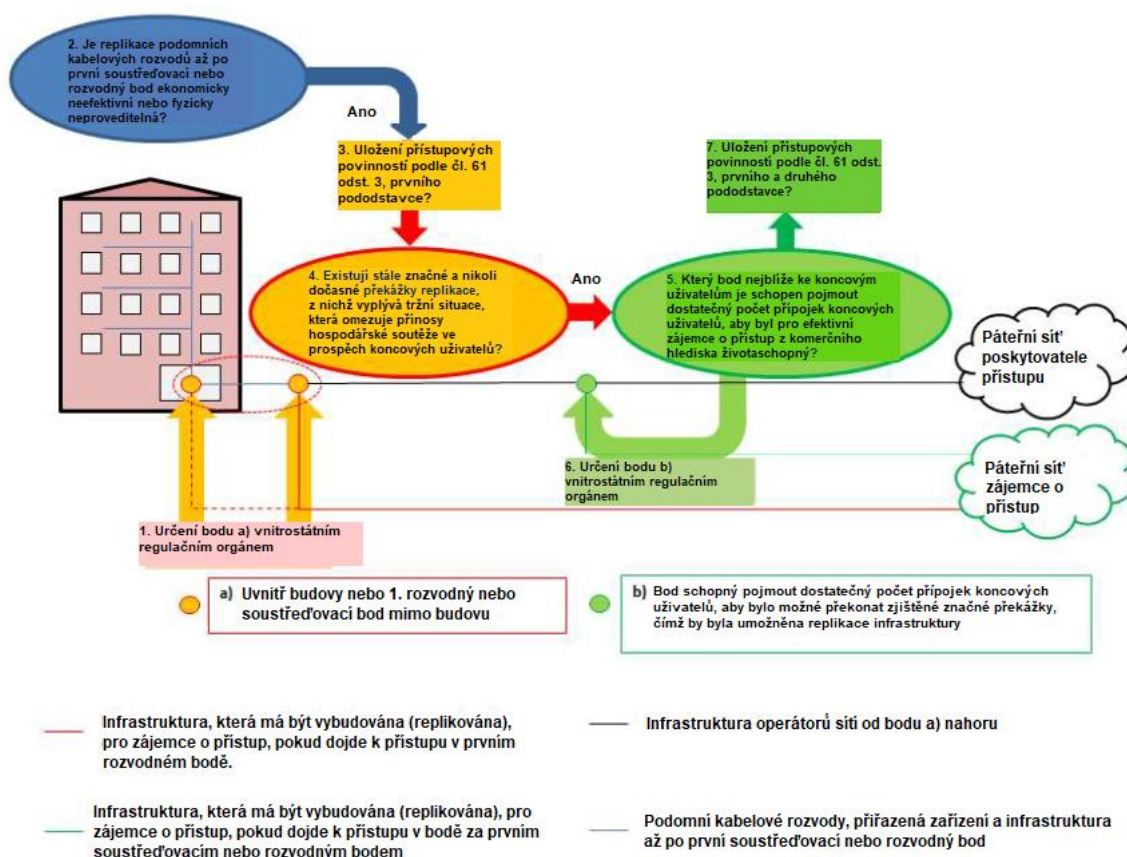 2. Je replikace podomních
kabelových rozvodů až po
první soustřeďovací nebo
rozvodný bod ekonomicky
neefektivní nebo fyzicky
neproveditelná?
Ano
3. Uložení přístupových
povinností podle čl. 61
odst. 3, prvního
pododstavce?
7. Uložení přístupových
povinností podle čl. 61 odst.
3, prvního a druhého
pododstavce?
4. Existují stále značné a nikoli
dočasné překážky replikace,
z nichž vyplývá tržní situace,
která omezuje přínosy
hospodářské soutěže ve
prospěch koncových uživatelů?
Ano
5. Který bod nejblíže ke koncovým
uživatelům je schopen pojmout
dostatečný počet přípojek koncových
uživatelů, aby byl pro efektivní
zájemce o přístup z komerčního
hlediska životaschopný?
Páteřní síť
poskytovatele
přístupu
6. Určení bodu b)
vnitrostátním regulačním
orgánem
Páteřní síť
zájemce o
přístup
1. Určení bodu a) vnitrostátním
regulačním orgánem
a) Uvnitř budovy nebo 1. rozvodný nebo
soustřeďovací bod mimo budovu
b) Bod schopný pojmout dostatečný počet přípojek koncových
uživatelů, aby bylo možné překonat zjištěné značné překážky,
čímž by byla umožněna replikace infrastruktury
Infrastruktura, která má být vybudována (replikována),
pro zájemce o přístup, pokud dojde k přístupu v prvním
rozvodném bodě.
Infrastruktura operátorů sítí od bodu a) nahoru
Infrastruktura, která má být vybudována (replikována), pro
zájemce o přístup, pokud dojde k přístupu v bodě za prvním
soustřeďovacím nebo rozvodným bodem
Podomní kabelové rozvody, přiřazená zařízení a infrastruktura
až po první soustřeďovací nebo rozvodný bod